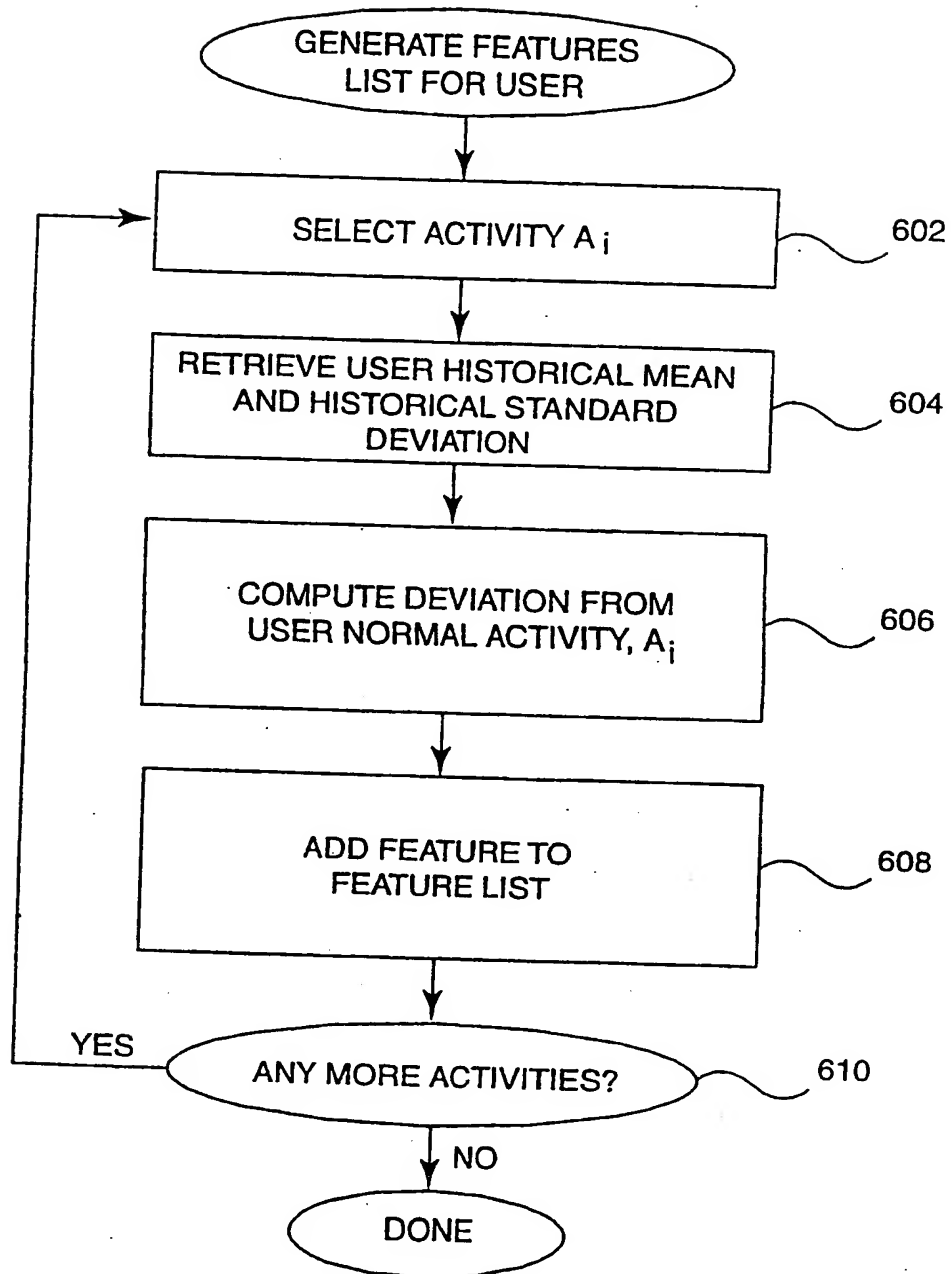 GENERATE FEATURES
LIST FOR USER
SELECT ACTIVITY A i
602
RETRIEVE USER HISTORICAL MEAN
AND HISTORICAL STANDARD
DEVIATION
604
COMPUTE DEVIATION FROM
USER NORMAL ACTIVITY, A i
606
ADD FEATURE TO
FEATURE LIST
608
YES
ANY MORE ACTIVITIES?
610
NO
DONE